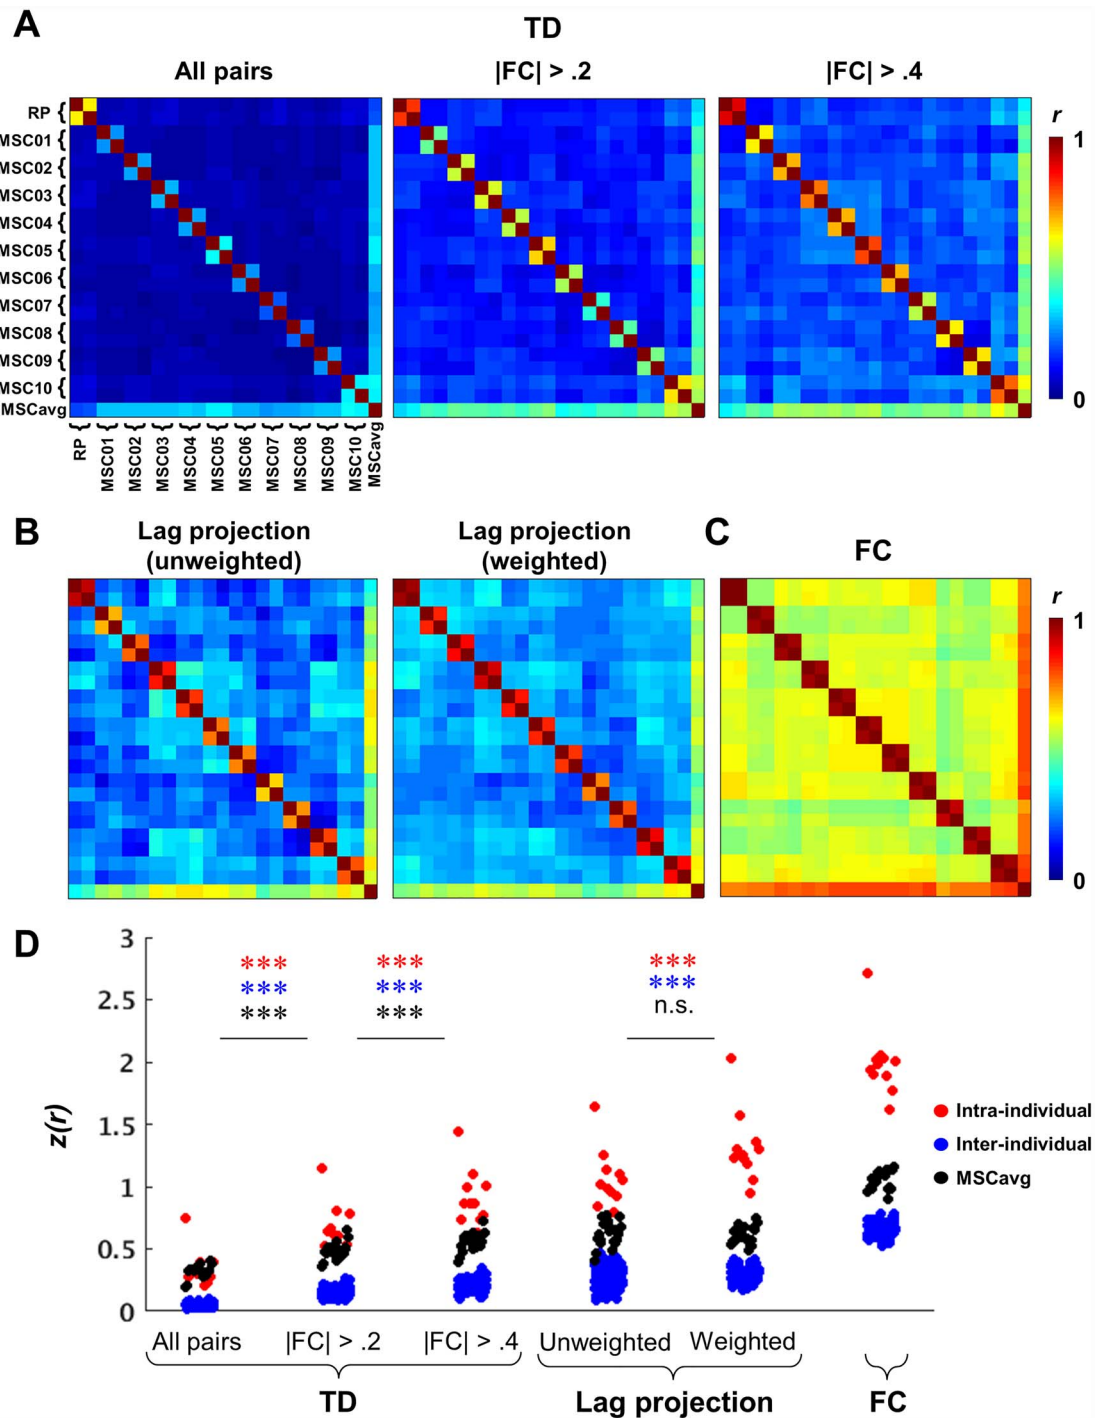 A
TD
All pairs
|FC| > .2
|FC| > .4
RP {
MSC01 {
MSC02 {
MSC03 {
MSC04 {
MSC05 {
MSC06 {
MSC07 {
MSC08 {
MSC09 {
MSC10 {
MSCavg
r
1
0
RP {
MSC01 {
MSC02 {
MSC03 {
MSC04 {
MSC05 {
MSC06 {
MSC07 {
MSC08 {
MSC09 {
MSC10 {
MSCavg
B
Lag projection
(unweighted)
Lag projection
(weighted)
C
FC
r
1
0
D
z(r)
3
2.5
2
1.5
1
0.5
0
***
***
***
***
***
***
***
***
n.s.
Intra-individual
Inter-individual
MSCavg
All pairs
|FC| > .2
|FC| > .4
Unweighted
Weighted
TD
Lag projection
FC